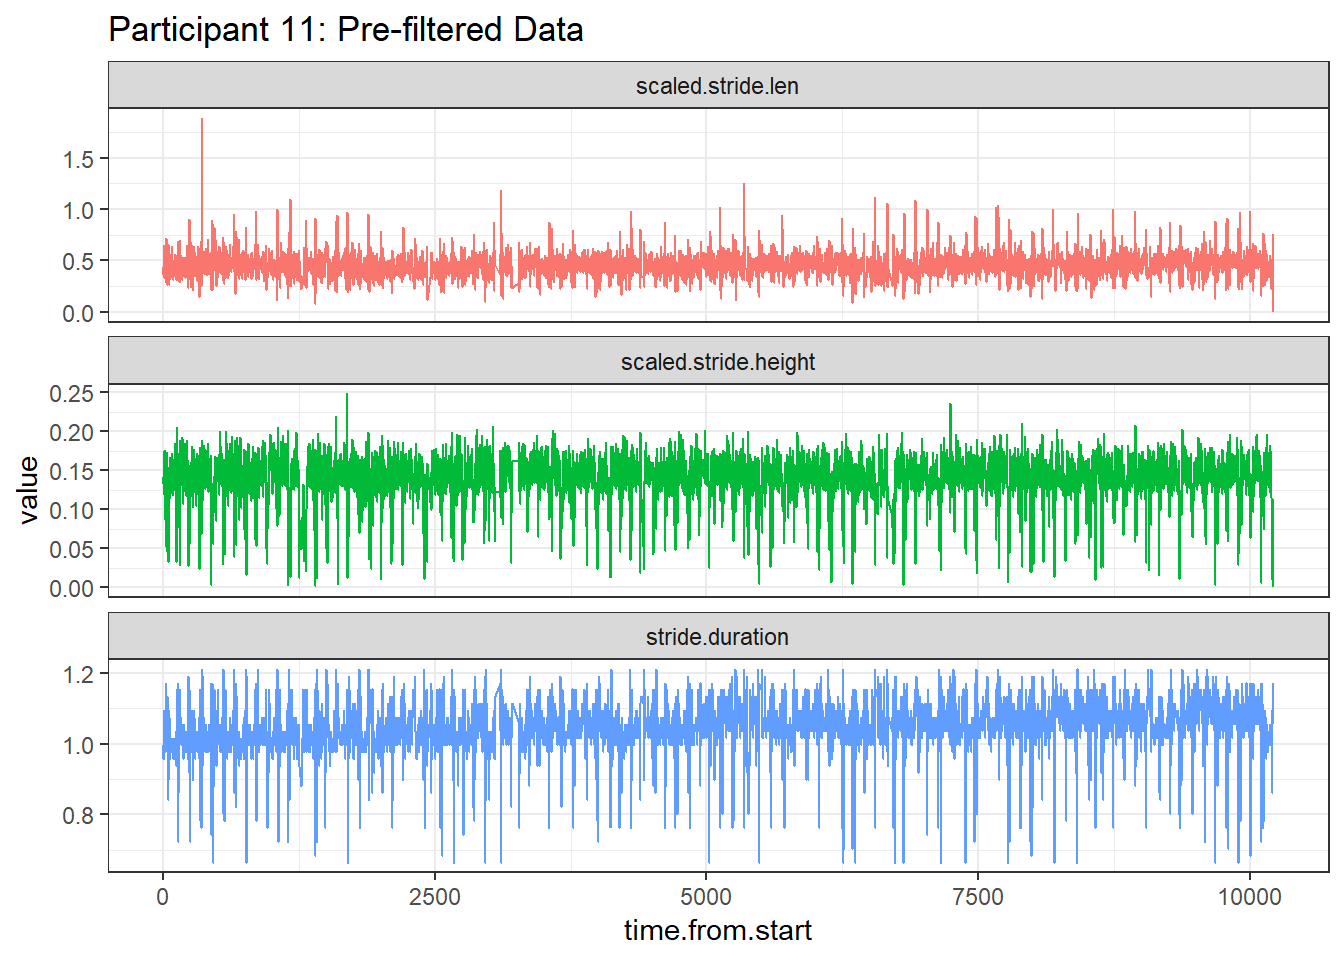 Participant 11: Pre-filtered Data
scaled.stride.len
1.5
1.0
0.5
0.0
scaled.stride.height
0.25
0.20
0.15
0.10
0.05
0.00
value
stride.duration
1.2
1.0
0.8
0 2500 5000 7500 10000
time.from.start